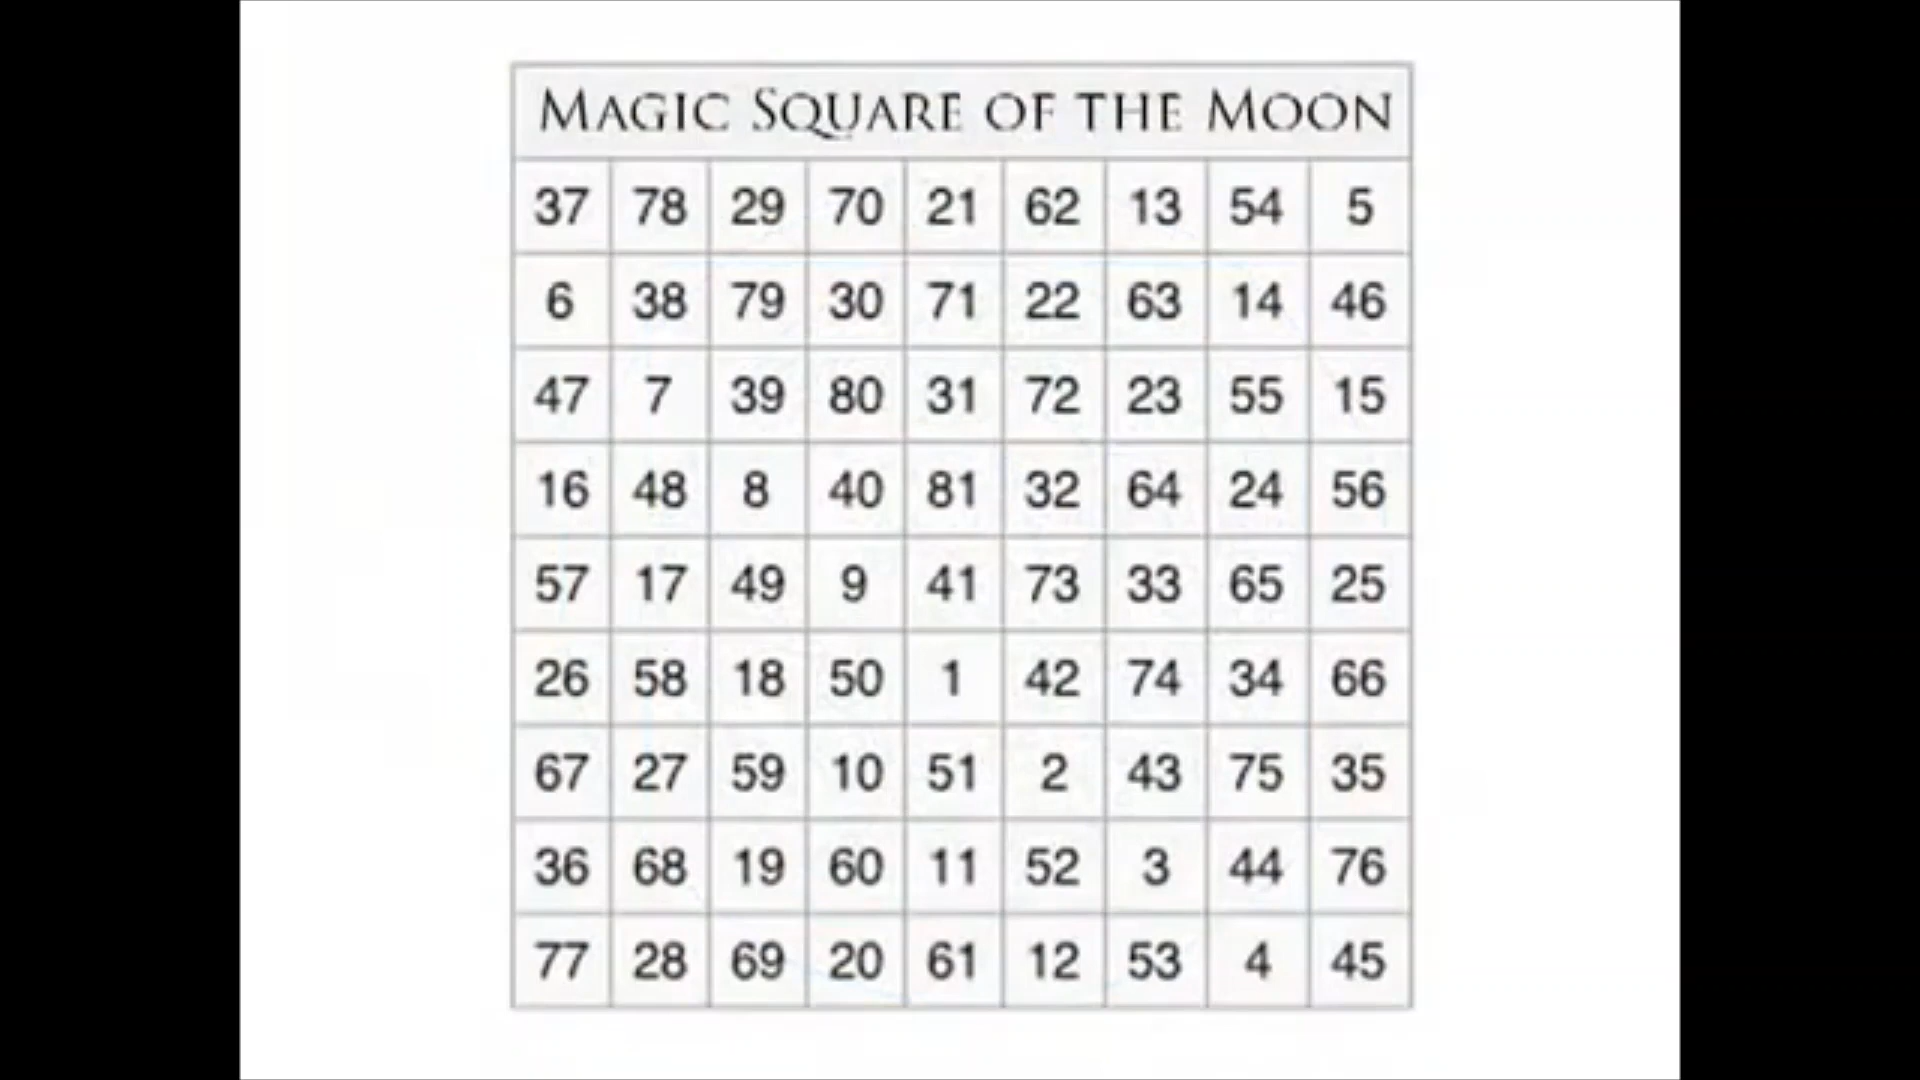 MAGIC SQUARE OF THE MOON
37 78 29 70 21 62 13 54 5
6 38 79 30 71 22 63 14 46
47 7 39 80 31 72 23 55 15
16 48 8 40 81 32 64 24 56
57 17 49 9 41 73 33 65 25
26 58 18 50 1 42 74 34 66
67 27 59 10 51 2 43 75 35
36 68 19 60 11 52 3 44 76
77 28 69 20 61 12 53 4 45